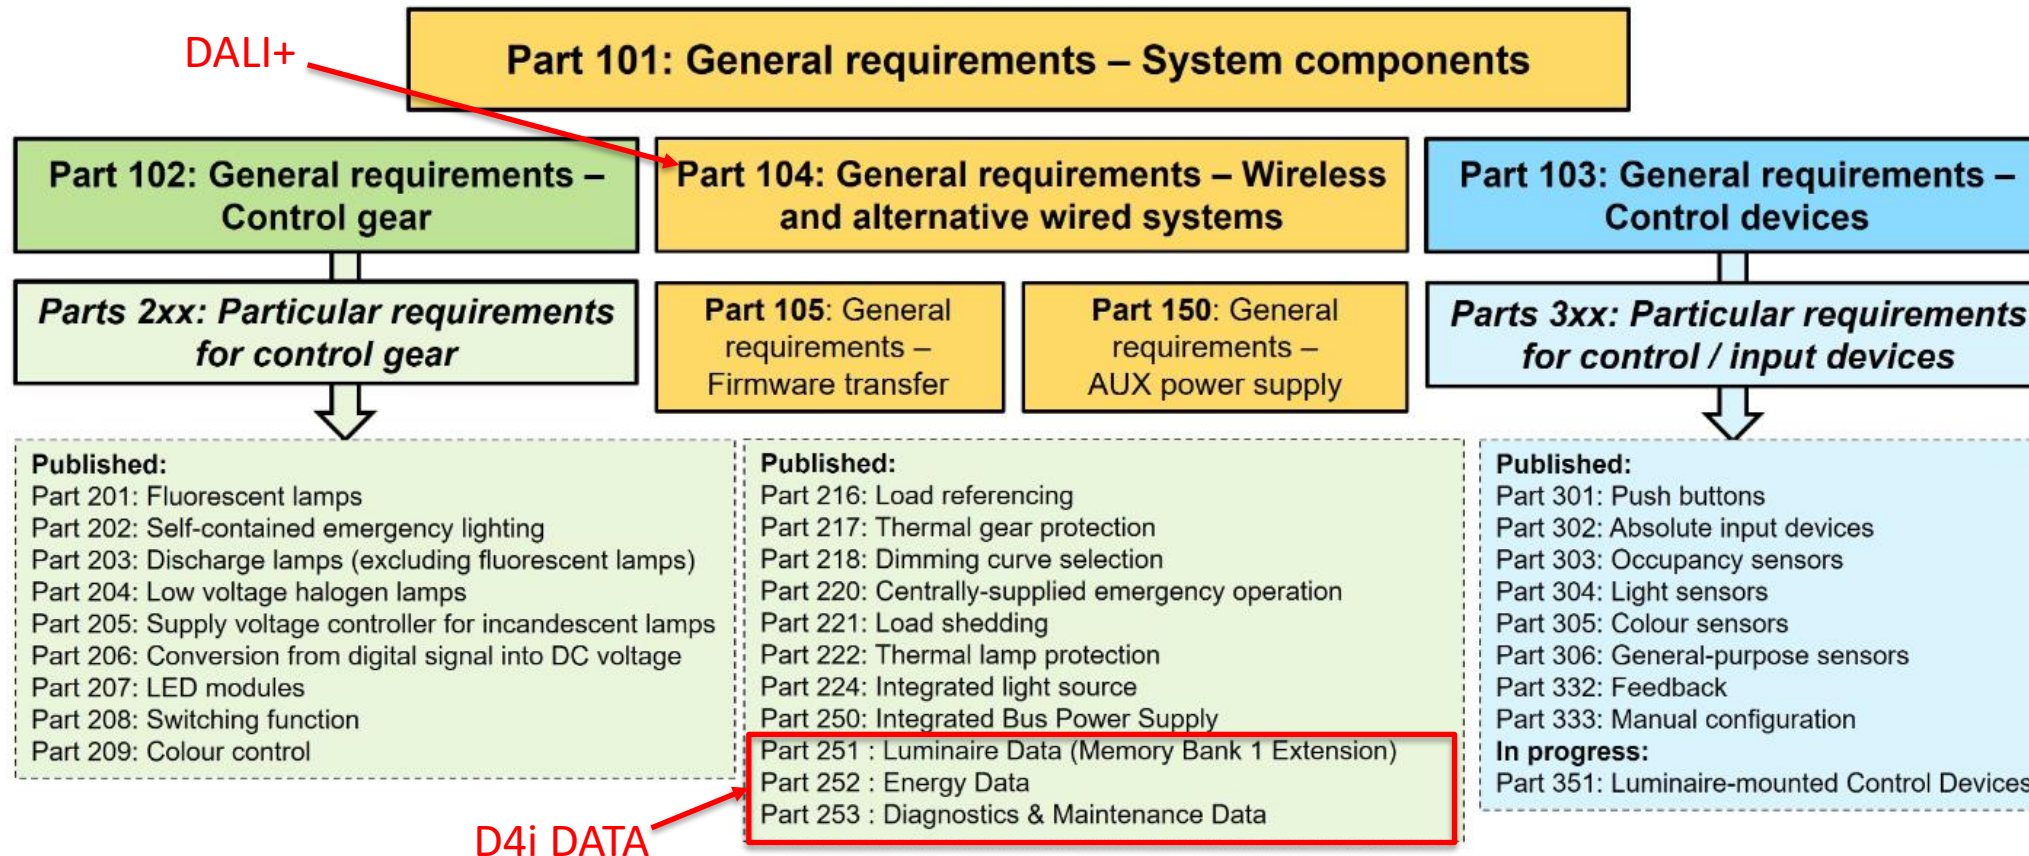 DALI+
Part 101: General requirements – System components
Part 102: General requirements –
Control gear
Part 104: General requirements – Wireless
and alternative wired systems
Part 103: General requirements –
Control devices
Parts 2xx: Particular requirements
for control gear
Part 105: General
requirements –
Firmware transfer
Part 150: General
requirements –
AUX power supply
Parts 3xx: Particular requirements
for control / input devices
Published:
Part 201: Fluorescent lamps
Part 202: Self-contained emergency lighting
Part 203: Discharge lamps (excluding fluorescent lamps)
Part 204: Low voltage halogen lamps
Part 205: Supply voltage controller for incandescent lamps
Part 206: Conversion from digital signal into DC voltage
Part 207: LED modules
Part 208: Switching function
Part 209: Colour control
Published:
Part 216: Load referencing
Part 217: Thermal gear protection
Part 218: Dimming curve selection
Part 220: Centrally-supplied emergency operation
Part 221: Load shedding
Part 222: Thermal lamp protection
Part 224: Integrated light source
Part 250: Integrated Bus Power Supply
Part 251 : Luminaire Data (Memory Bank 1 Extension)
Part 252 : Energy Data
Part 253 : Diagnostics & Maintenance Data
Published:
Part 301: Push buttons
Part 302: Absolute input devices
Part 303: Occupancy sensors
Part 304: Light sensors
Part 305: Colour sensors
Part 306: General-purpose sensors
Part 332: Feedback
Part 333: Manual configuration
In progress:
Part 351: Luminaire-mounted Control Devices
D4i DATA